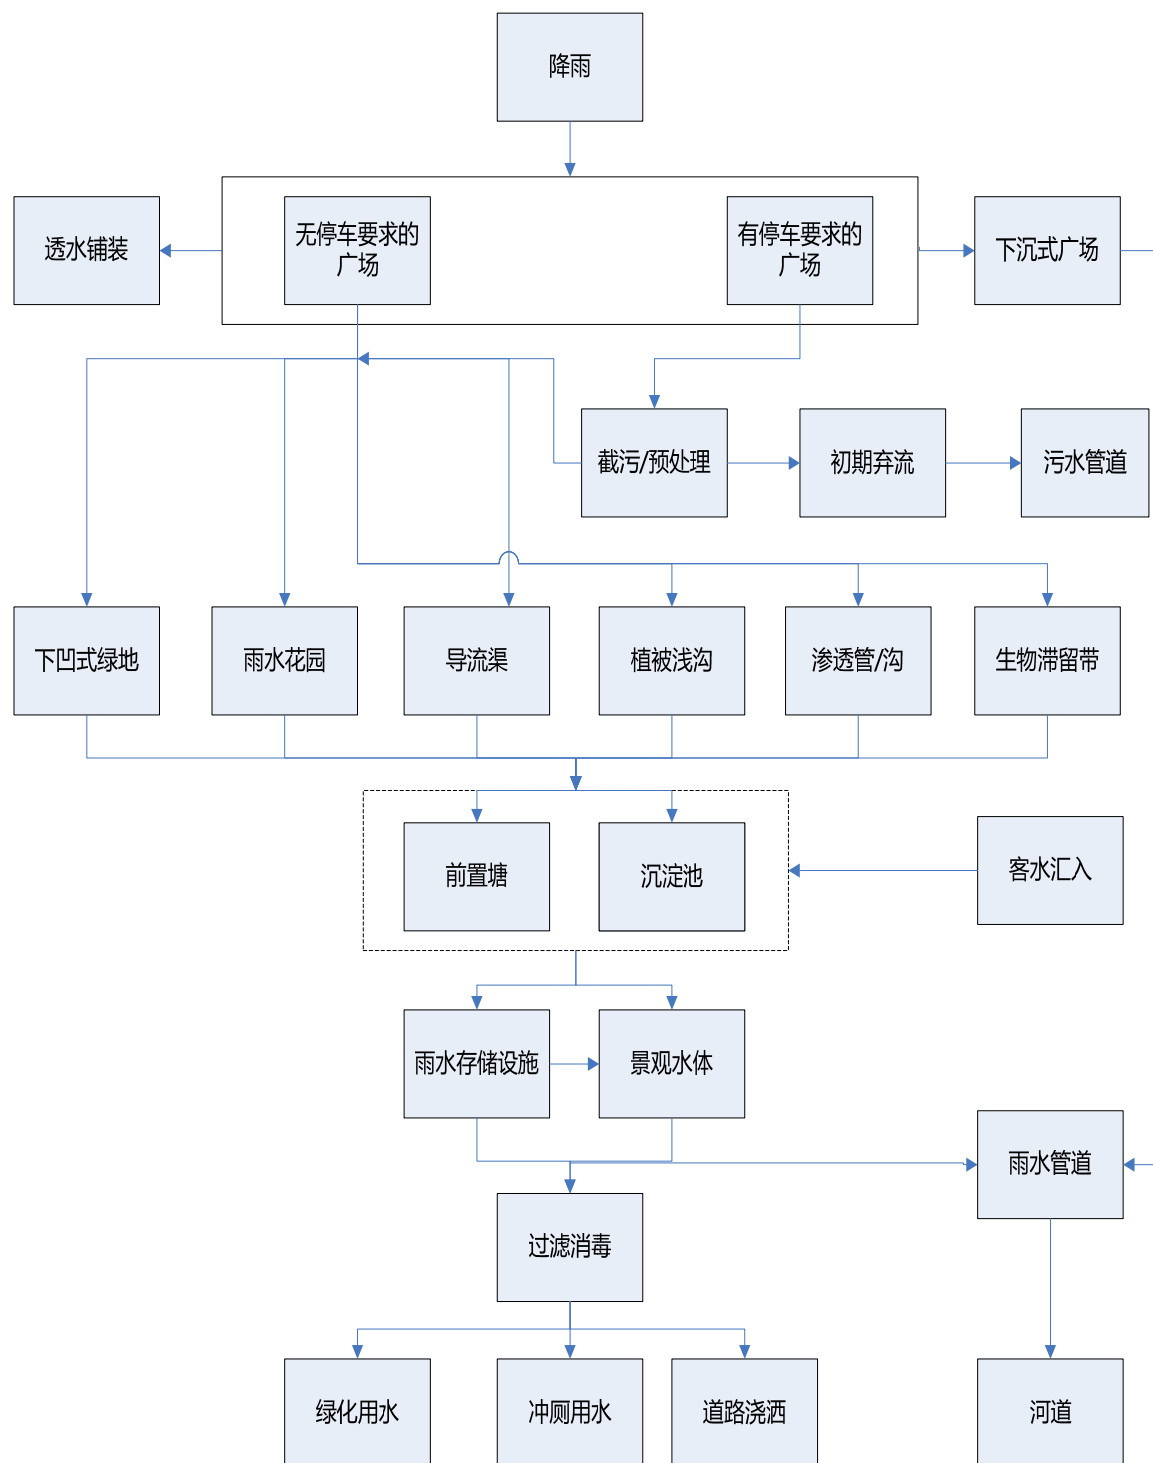 降雨
透水铺装
无停车要求的
广场
有停车要求的
广场
下沉式广场
截污/预处理
初期弃流
污水管道
下凹式绿地
雨水花园
导流渠
植被浅沟
渗透管/沟
生物滞留带
前置塘
沉淀池
客水汇入
雨水存储设施
景观水体
雨水管道
过滤消毒
绿化用水
冲厕用水
道路浇洒
河道